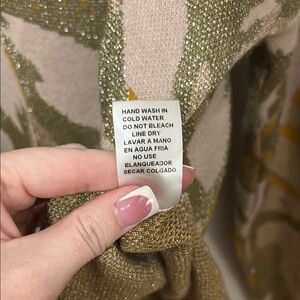 HAND WASH IN
COLD WATER
DO NOT BLEACH
LINE DRY
LAVAR A MANO
EN AGUA FRIA
NO USE
BLANQUEADOR
SECAR COLGADO